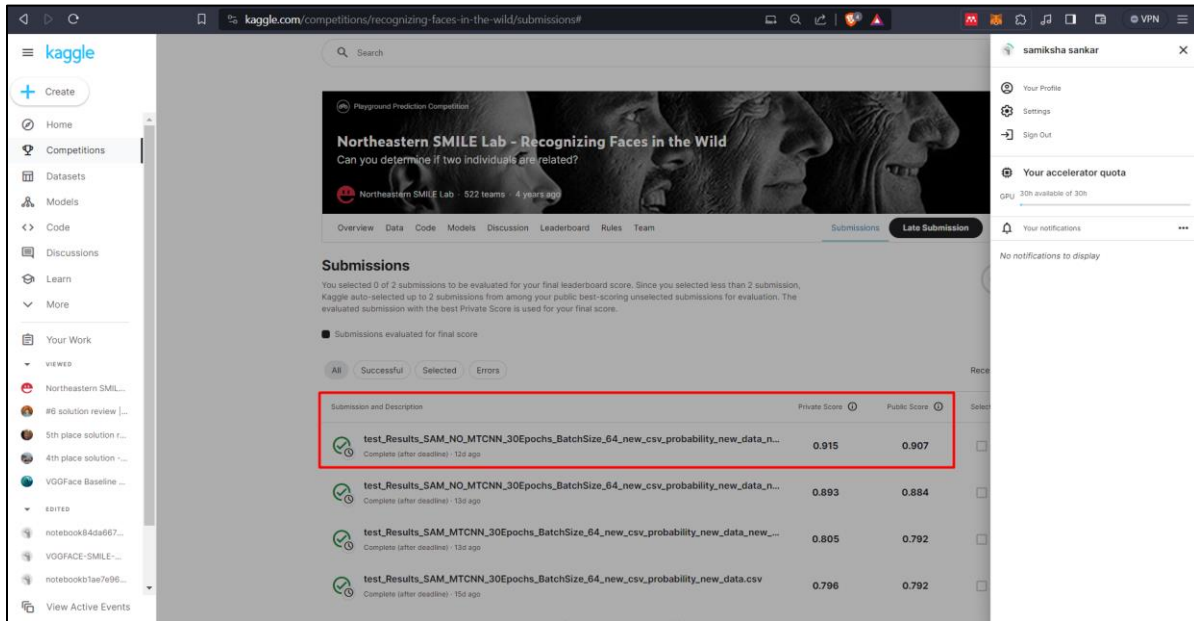 kaggle.com/competitions/recognizing-faces-in-the-wild/submissions#
VPN
kaggle
Create
Home
Competitions
Datasets
Models
Code
Discussions
Learn
More
Your Work
VIEWED
Northeastern SMIL...
#6 solution review |...
5th place solution r...
4th place solution -...
VGGFace Baseline ...
EDITED
notebook84da667...
VGGFACE-SMILE-...
notebookb1ae7e96...
View Active Events
Search
Playground Prediction Competition
Northeastern SMILE Lab - Recognizing Faces in the Wild
Can you determine if two individuals are related?
Northeastern SMILE Lab · 522 teams · 4 years ago
Overview Data Code Models Discussion Leaderboard Rules Team Submissions Late Submission
Submissions
You selected 0 of 2 submissions to be evaluated for your final leaderboard score. Since you selected less than 2 submission,
Kaggle auto-selected up to 2 submissions from among your public best-scoring unselected submissions for evaluation. The
evaluated submission with the best Private Score is used for your final score.
Submissions evaluated for final score
All Successful Selected Errors Rece
Submission and Description Private Score Public Score Select
test_Results_SAM_NO_MTCNN_30Epochs_BatchSize_64_new_csv_probability_new_data_n... 0.915 0.907
Complete (after deadline) · 12d ago
test_Results_SAM_NO_MTCNN_30Epochs_BatchSize_64_new_csv_probability_new_data_n... 0.893 0.884
Complete (after deadline) · 13d ago
test_Results_SAM_MTCNN_30Epochs_BatchSize_64_new_csv_probability_new_data_new_... 0.805 0.792
Complete (after deadline) · 13d ago
test_Results_SAM_MTCNN_30Epochs_BatchSize_64_new_csv_probability_new_data.csv 0.796 0.792
Complete (after deadline) · 15d ago
samiksha sankar
Your Profile
Settings
Sign Out
Your accelerator quota
GPU 30h available of 30h
Your notifications
No notifications to display